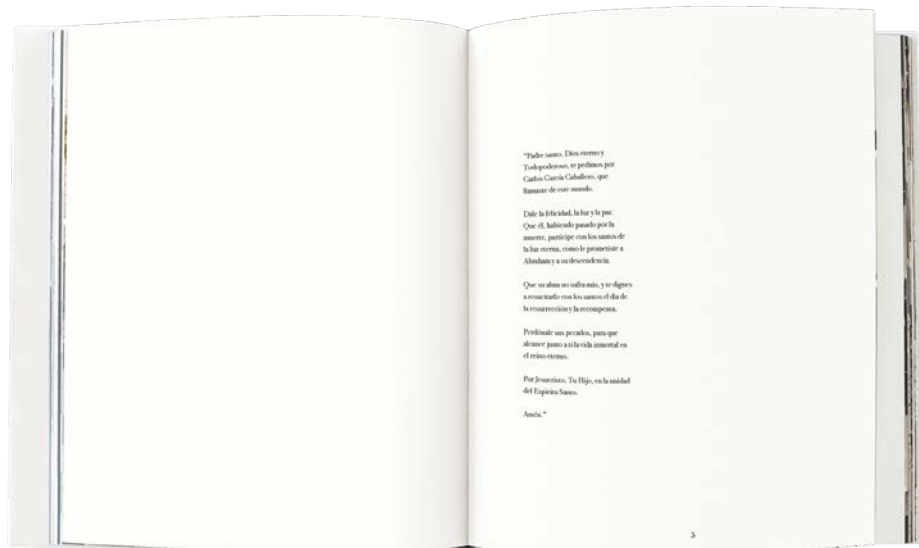 "Padre santo, Dios eterno y
Todopoderoso, te pedimos por
Carlos García Caballero, que
llamaste de este mundo.
Dale la felicidad, la luz y la paz.
Que él, habiendo pasado por la
muerte, participe con los santos de
la luz eterna, como le prometiste a
Abraham y a su descendencia.
Que su alma no sufra más, y te dignes
a resucitarlo con los santos el día de
la resurrección y la recompensa.
Perdónale sus pecados, para que
alcance junto a ti la vida inmortal en
el reino eterno.
Por Jesucristo, Tu Hijo, en la unidad
del Espíritu Santo.
Amén."
5